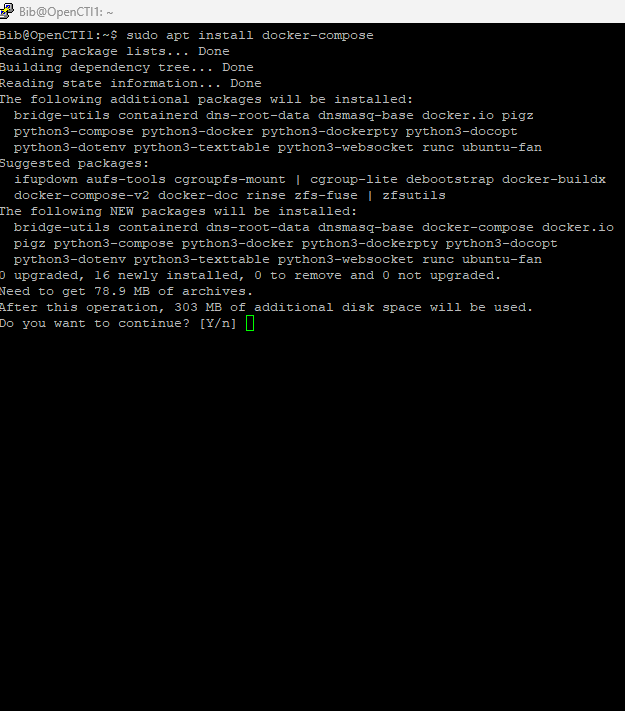 Bib@OpenCTI1: ~
Bib@OpenCTI1:~$ sudo apt install docker-compose
Reading package lists... Done
Building dependency tree... Done
Reading state information... Done
The following additional packages will be installed:
  bridge-utils containerd dns-root-data dnsmasq-base docker.io pigz
  python3-compose python3-docker python3-dockerpty python3-docopt
  python3-dotenv python3-texttable python3-websocket runc ubuntu-fan
Suggested packages:
  ifupdown aufs-tools cgroupfs-mount | cgroup-lite debootstrap docker-buildx
  docker-compose-v2 docker-doc rinse zfs-fuse | zfsutils
The following NEW packages will be installed:
  bridge-utils containerd dns-root-data dnsmasq-base docker-compose docker.io
  pigz python3-compose python3-docker python3-dockerpty python3-docopt
  python3-dotenv python3-texttable python3-websocket runc ubuntu-fan
0 upgraded, 16 newly installed, 0 to remove and 0 not upgraded.
Need to get 78.9 MB of archives.
After this operation, 303 MB of additional disk space will be used.
Do you want to continue? [Y/n]